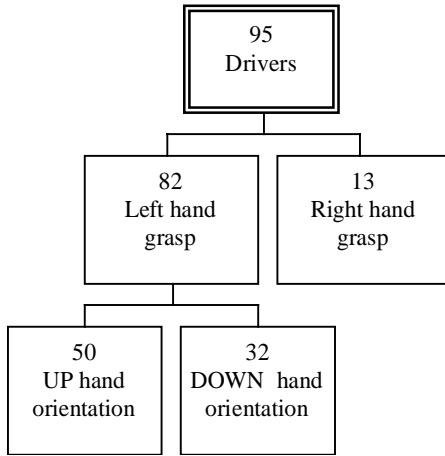 95
Drivers
82
Left hand
grasp
13
Right hand
grasp
50
UP hand
orientation
32
DOWN hand
orientation